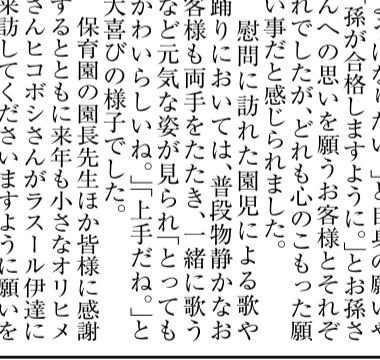 になりたい」と自身の願いや
「孫が合格しますように。」とお孫さ
んへの思いを願うお客様とそれぞ
れでしたが、どれも心のこもった願
い事だと感じられました。
慰問に訪れた園児による歌や
踊りにおいては、普段物静かなお
客様も両手をたたき、一緒に歌う
など元気な姿が見られ「とっても
かわいらしいね。」「上手だね。」と
大喜びの様子でした。
保育園の園長先生ほか皆様に感謝
するとともに来年も小さなオリヒメ
さんヒコボシさんがラスール伊達に
来訪してくださいますように願いを